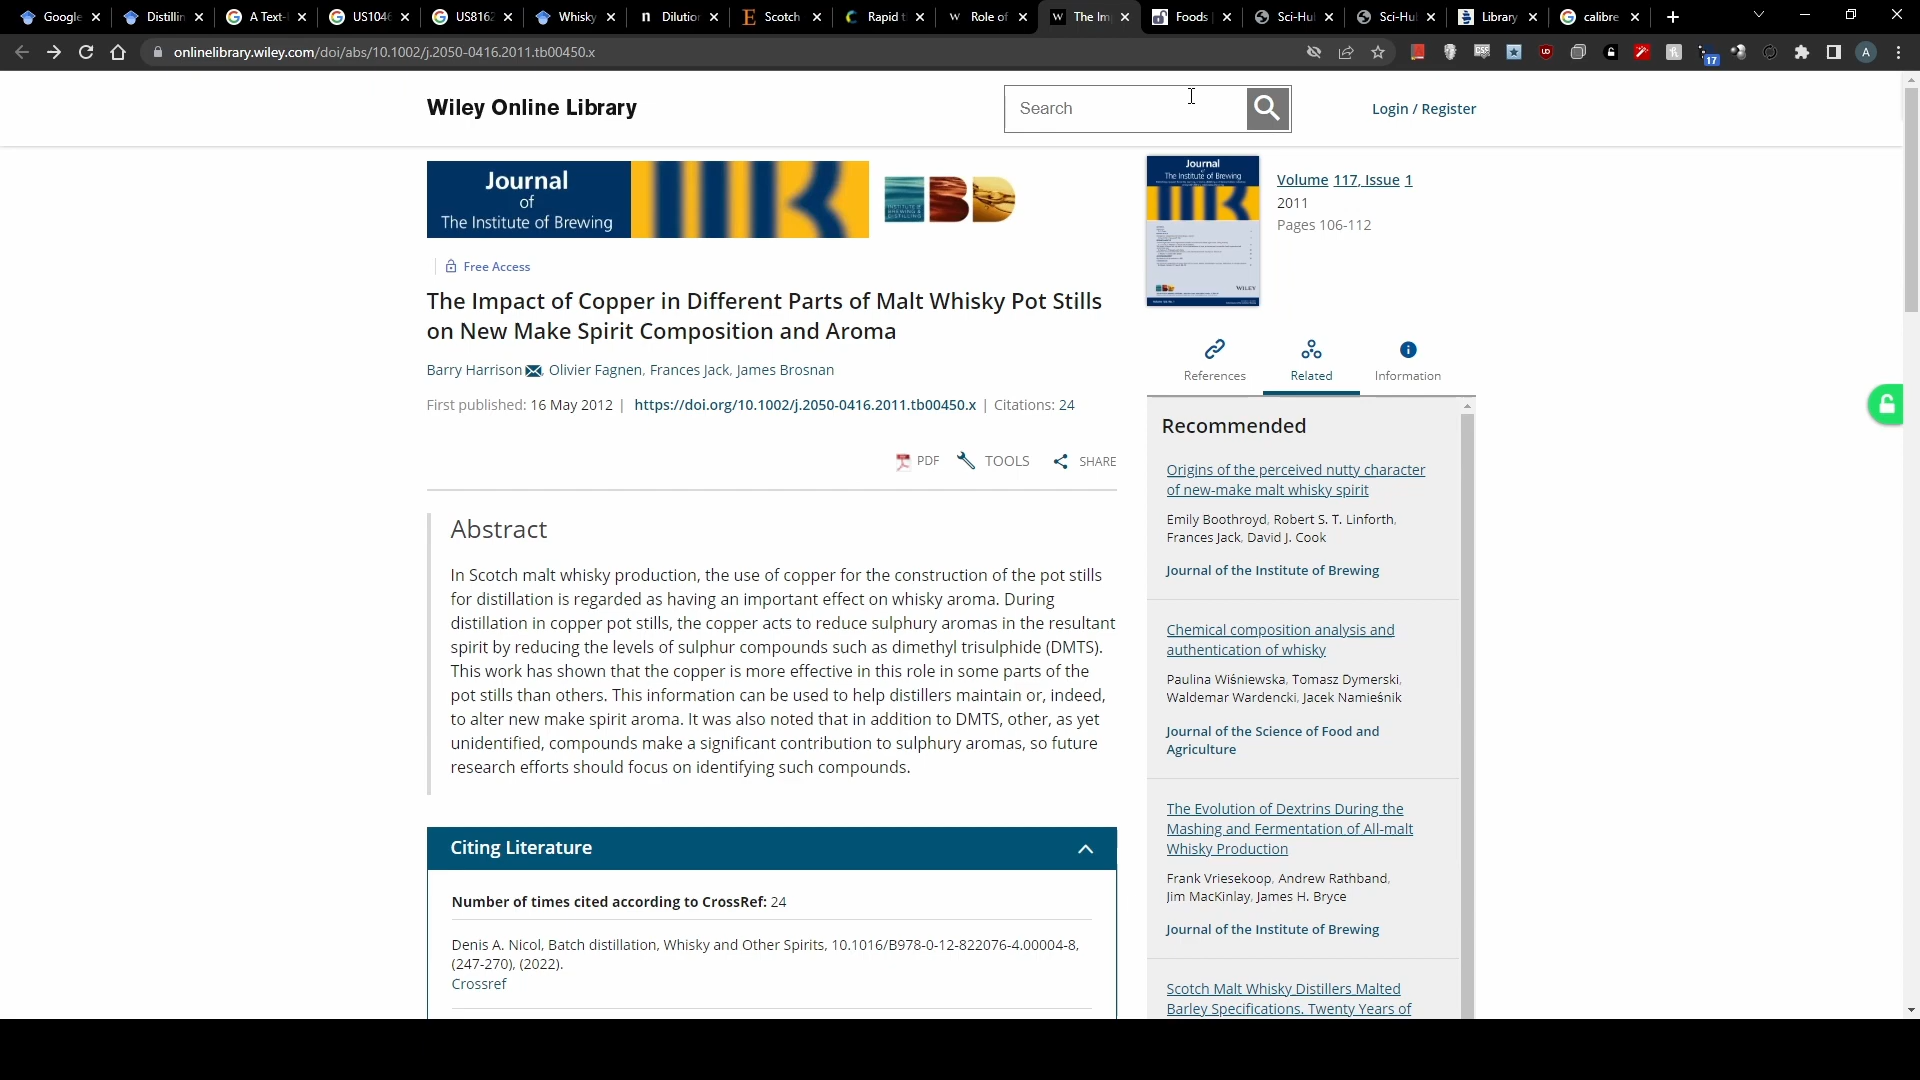 Google
Distillin
A Text-
US1046
US8162
Whisky
Dilution
Scotch
Rapid t
Role of
The Im
Foods
Sci-Hu
Sci-Hu
Library
calibre
onlinelibrary.wiley.com/doi/abs/10.1002/j.2050-0416.2011.tb00450.x
17
A
Wiley Online Library
Search
Login / Register
Journal
of
The Institute of Brewing
Journal
of
The Institute of Brewing
WILEY
Volume 117, Issue 1
2011
Pages 106-112
Free Access
The Impact of Copper in Different Parts of Malt Whisky Pot Stills
on New Make Spirit Composition and Aroma
Barry Harrison, Olivier Fagnen, Frances Jack, James Brosnan
First published: 16 May 2012 | https://doi.org/10.1002/j.2050-0416.2011.tb00450.x | Citations: 24
PDF TOOLS SHARE
References Related Information
Abstract
In Scotch malt whisky production, the use of copper for the construction of the pot stills
for distillation is regarded as having an important effect on whisky aroma. During
distillation in copper pot stills, the copper acts to reduce sulphury aromas in the resultant
spirit by reducing the levels of sulphur compounds such as dimethyl trisulphide (DMTS).
This work has shown that the copper is more effective in this role in some parts of the
pot stills than others. This information can be used to help distillers maintain or, indeed,
to alter new make spirit aroma. It was also noted that in addition to DMTS, other, as yet
unidentified, compounds make a significant contribution to sulphury aromas, so future
research efforts should focus on identifying such compounds.
Citing Literature
Number of times cited according to CrossRef: 24
Denis A. Nicol, Batch distillation, Whisky and Other Spirits, 10.1016/B978-0-12-822076-4.00004-8,
(247-270), (2022).
Crossref
Recommended
Origins of the perceived nutty character
of new-make malt whisky spirit
Emily Boothroyd, Robert S. T. Linforth,
Frances Jack, David J. Cook
Journal of the Institute of Brewing
Chemical composition analysis and
authentication of whisky
Paulina Wiśniewska, Tomasz Dymerski,
Waldemar Wardencki, Jacek Namieśnik
Journal of the Science of Food and
Agriculture
The Evolution of Dextrins During the
Mashing and Fermentation of All-malt
Whisky Production
Frank Vriesekoop, Andrew Rathband,
Jim MacKinlay, James H. Bryce
Journal of the Institute of Brewing
Scotch Malt Whisky Distillers Malted
Barley Specifications. Twenty Years of